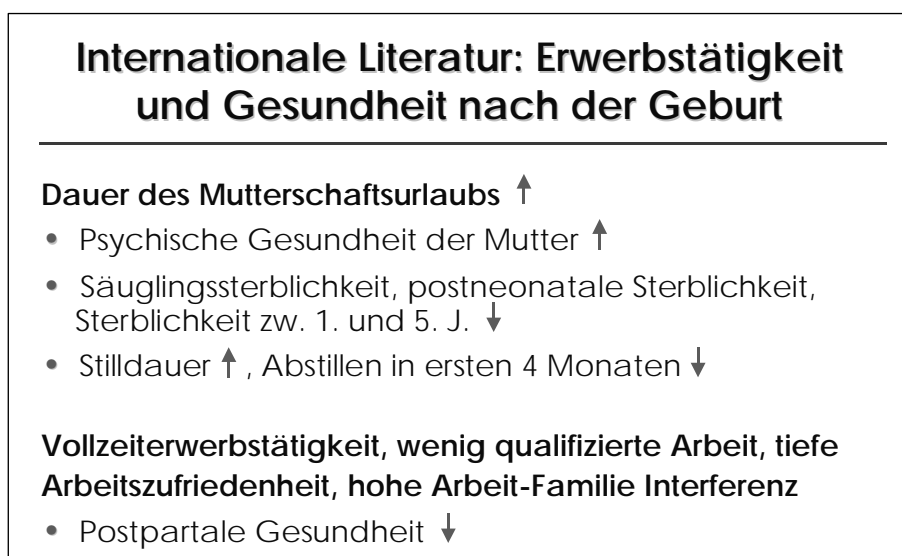 Internationale Literatur: Erwerbstätigkeit
und Gesundheit nach der Geburt
Dauer des Mutterschaftsurlaubs ↑
• Psychische Gesundheit der Mutter ↑
• Säuglingssterblichkeit, postneonatale Sterblichkeit,
Sterblichkeit zw. 1. und 5. J. ↓
• Stilldauer ↑ , Abstillen in ersten 4 Monaten ↓
Vollzeiterwerbstätigkeit, wenig qualifizierte Arbeit, tiefe
Arbeitszufriedenheit, hohe Arbeit-Familie Interferenz
• Postpartale Gesundheit ↓